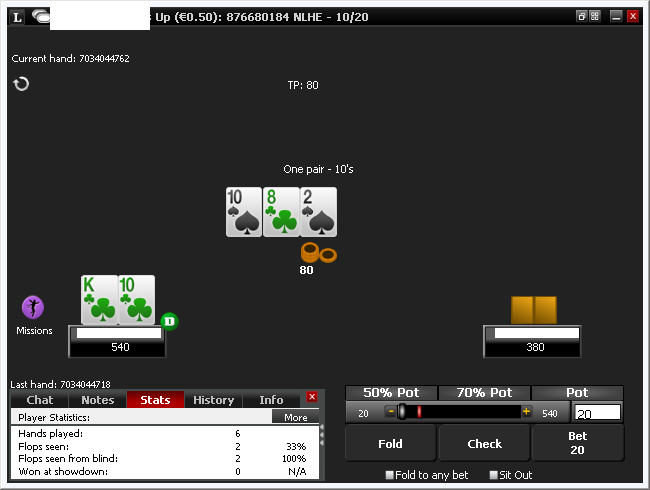 L s Up (€0.50): 876680184 NLHE - 10/20
Current hand: 7034044762
TP: 80
One pair - 10's
10 8 2
80
K 10
D
Missions
540
380
Last hand: 7034044718
Chat Notes Stats History Info
Player Statistics: More
Hands played: 6
Flops seen: 2 33%
Flops seen from blind: 2 100%
Won at showdown: 0 N/A
50% Pot 70% Pot Pot
20 - + 540 20
Fold Check Bet
20
Fold to any bet Sit Out